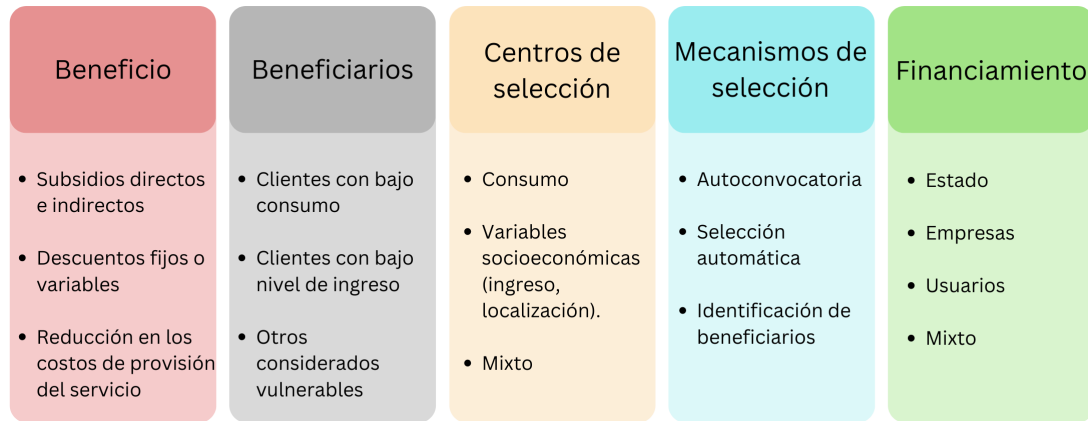 Beneficio
• Subsidios directos
e indirectos
• Descuentos fijos o
variables
• Reducción en los
costos de provisión
del servicio
Beneficiarios
• Clientes con bajo
consumo
• Clientes con bajo
nivel de ingreso
• Otros
considerados
vulnerables
Centros de
selección
• Consumo
• Variables
socioeconómicas
(ingreso,
localización).
• Mixto
Mecanismos de
selección
• Autoconvocatoria
• Selección
automática
• Identificación de
beneficiarios
Financiamiento
• Estado
• Empresas
• Usuarios
• Mixto